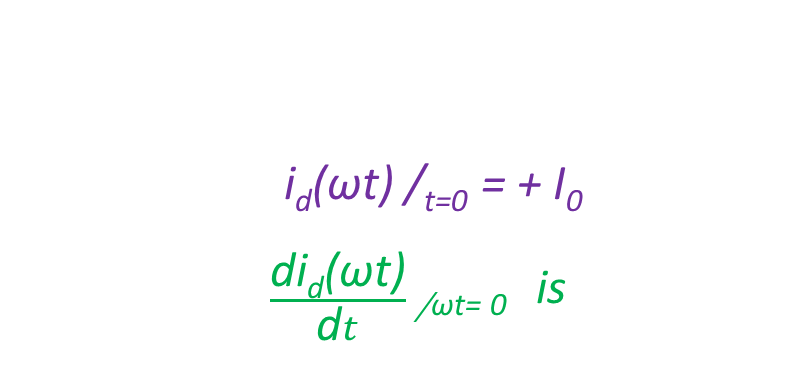 i_d(ωt) /_t=0 = + I_0
di_d(ωt)
dt /ωt= 0 is